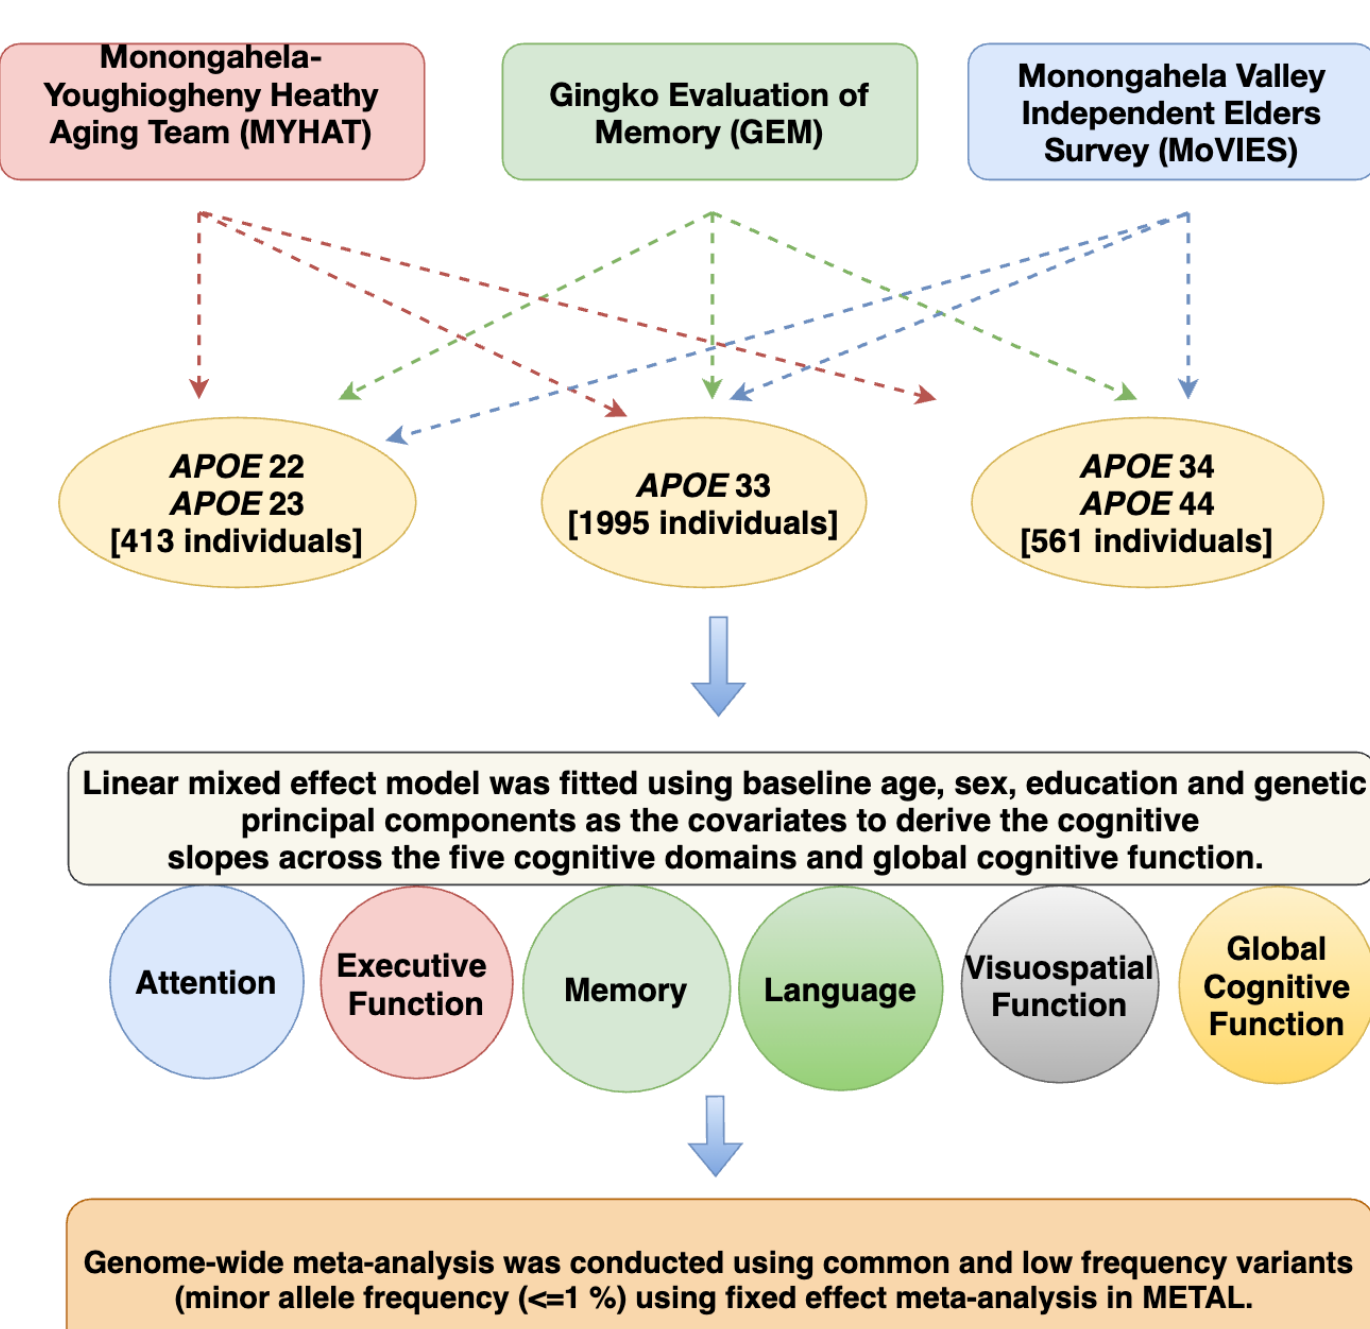 Monongahela-
Youghiogheny Heathy
Aging Team (MYHAT)
Gingko Evaluation of
Memory (GEM)
Monongahela Valley
Independent Elders
Survey (MoVIES)
APOE 22
APOE 23
[413 individuals]
APOE 33
[1995 individuals]
APOE 34
APOE 44
[561 individuals]
Linear mixed effect model was fitted using baseline age, sex, education and genetic
principal components as the covariates to derive the cognitive
slopes across the five cognitive domains and global cognitive function.
Attention
Executive
Function
Memory
Language
Visuospatial
Function
Global
Cognitive
Function
Genome-wide meta-analysis was conducted using common and low frequency variants
(minor allele frequency (<=1 %) using fixed effect meta-analysis in METAL.